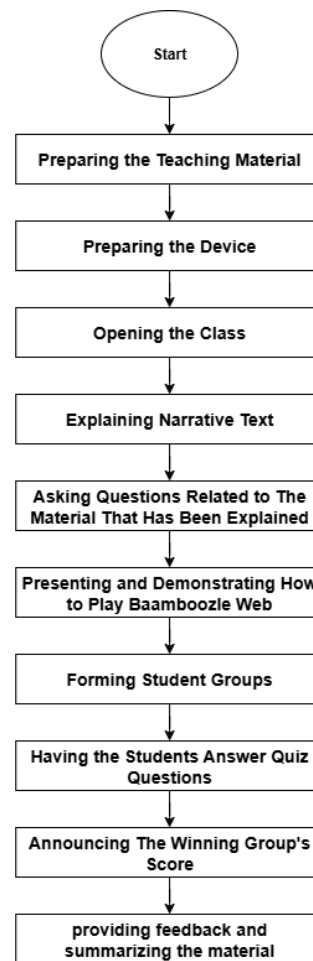 Start
Preparing the Teaching Material
Preparing the Device
Opening the Class
Explaining Narrative Text
Asking Questions Related to The
Material That Has Been Explained
Presenting and Demonstrating How
to Play Baamboozle Web
Forming Student Groups
Having the Students Answer Quiz
Questions
Announcing The Winning Group's
Score
providing feedback and
summarizing the material